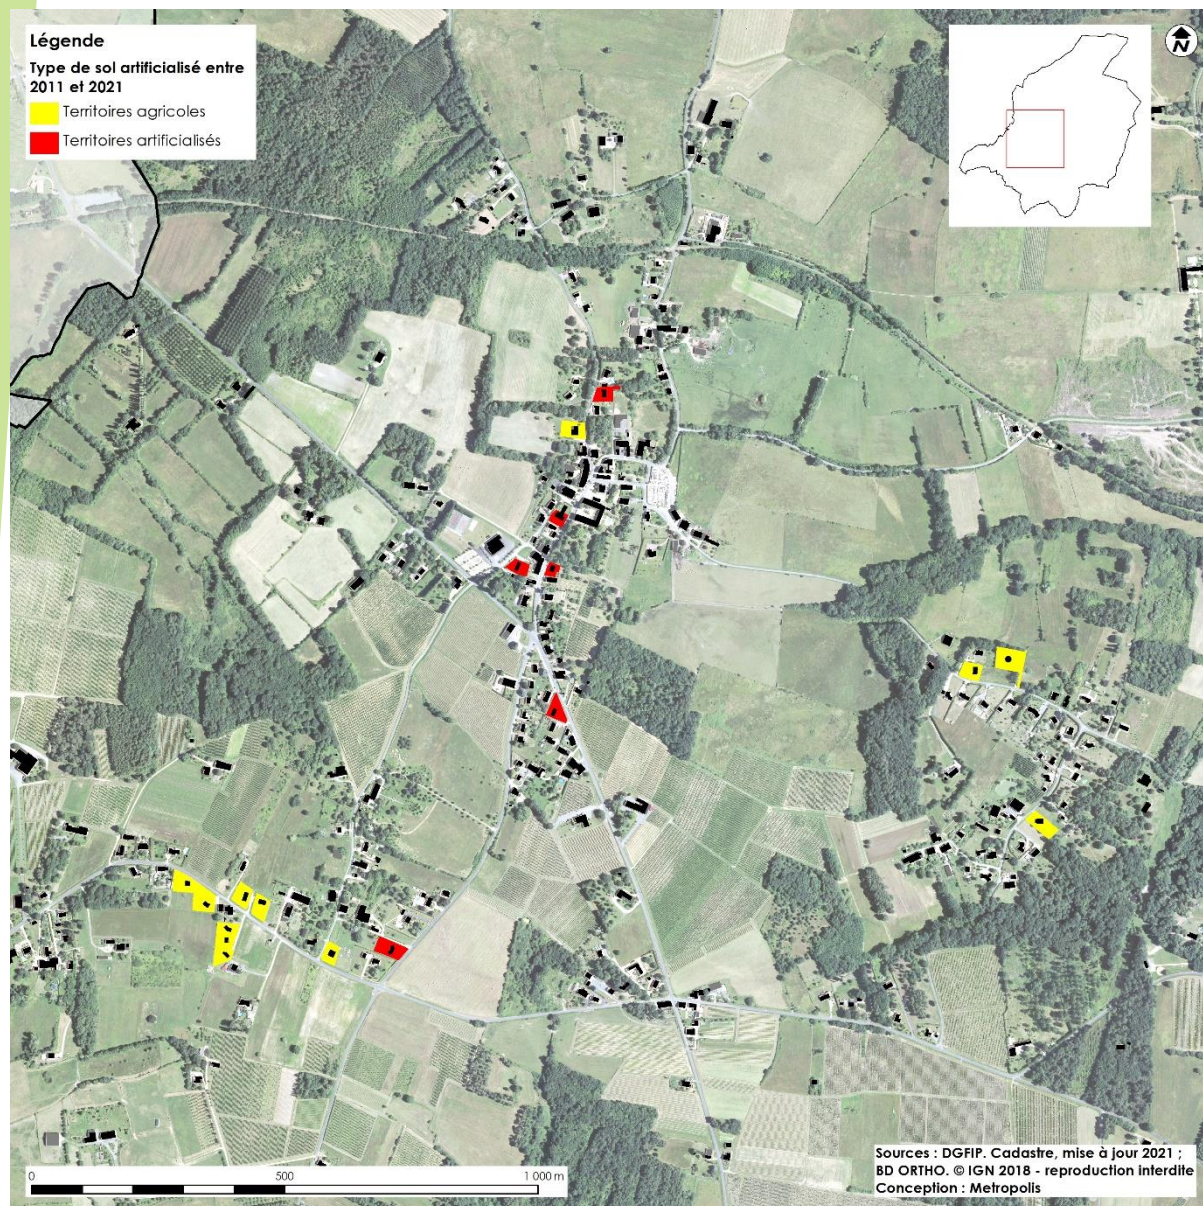 Légende
Type de sol artificialisé entre
2011 et 2021
Territoires agricoles
Territoires artificialisés
N
0 500 1 000 m
Sources : DGFIP. Cadastre, mise à jour 2021 ;
BD ORTHO. © IGN 2018 - reproduction interdite
Conception : Metropolis